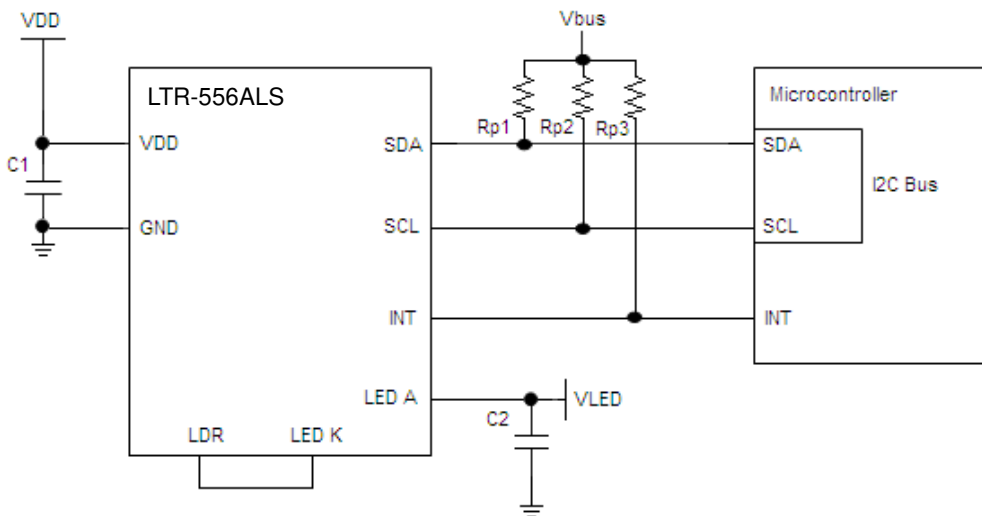 VDD
Vbus
LTR-556ALS
Microcontroller
Rp1
Rp2
Rp3
VDD
SDA
SDA
C1
I2C Bus
GND
SCL
SCL
INT
INT
LED A
VLED
C2
LDR
LED K